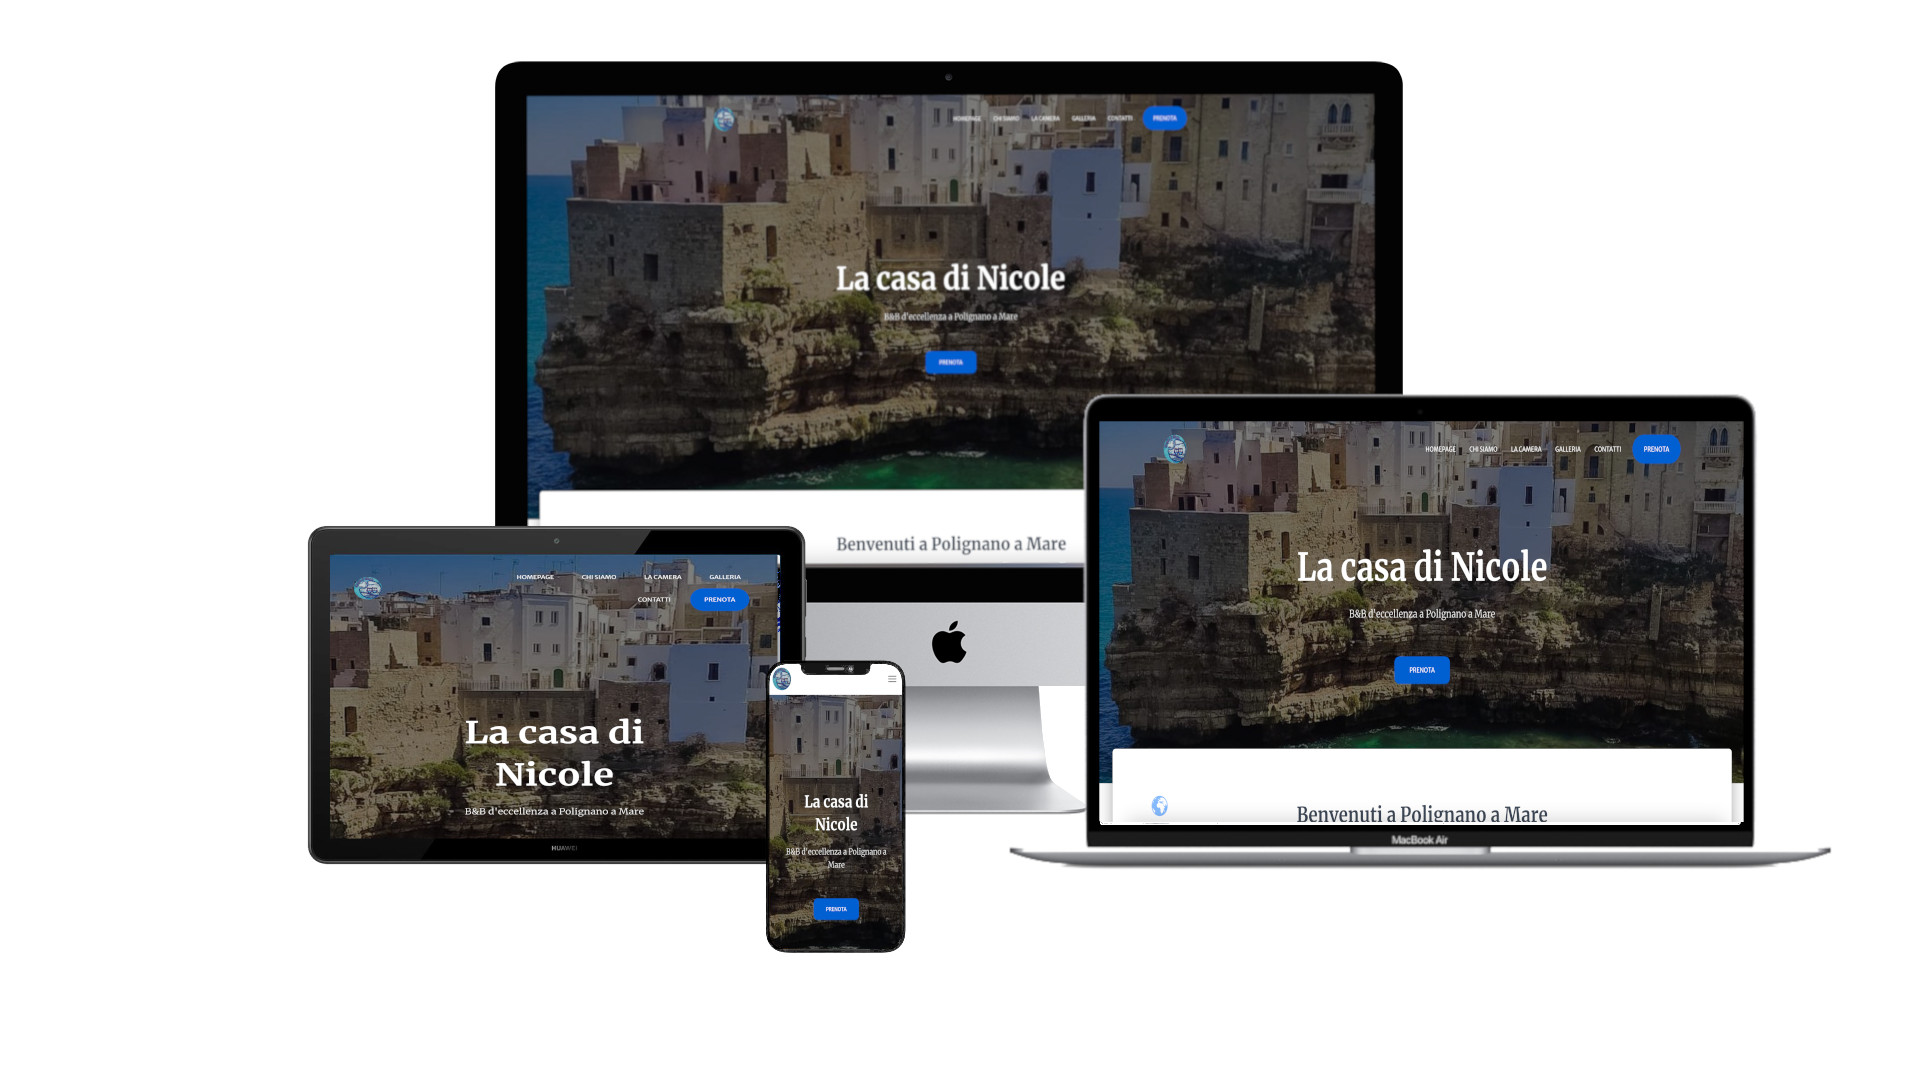 HOMEPAGE CHI SIAMO LA CAMERA GALLERIA CONTATTI PRENOTA
La casa di Nicole
B&B d'eccellenza a Polignano a Mare
PRENOTA
Benvenuti a Polignano a Mare
HOMEPAGE CHI SIAMO LA CAMERA GALLERIA CONTATTI PRENOTA
La casa di Nicole
B&B d'eccellenza a Polignano a Mare
PRENOTA
Benvenuti a Polignano a Mare
MacBook Air
HOMEPAGE CHI SIAMO LA CAMERA GALLERIA
CONTATTI PRENOTA
La casa di
Nicole
B&B d'eccellenza a Polignano a Mare
HUAWEI
La casa di
Nicole
B&B d'eccellenza a Polignano a
Mare
PRENOTA